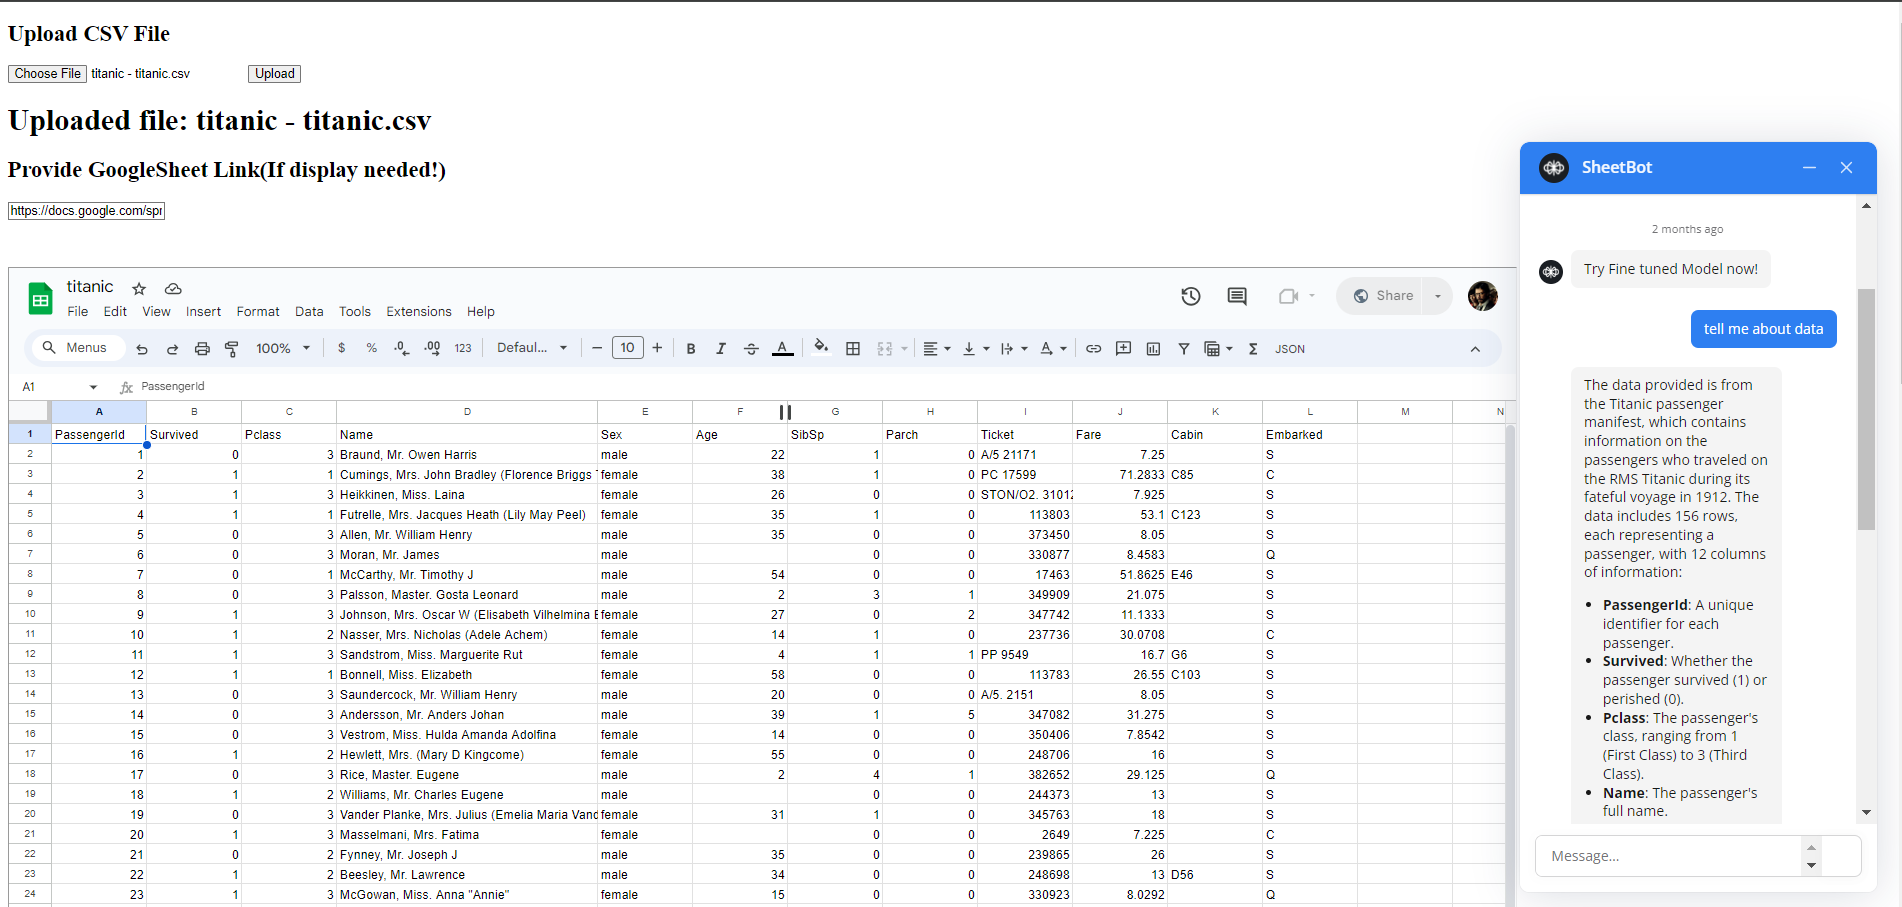 Upload CSV File
Choose File titanic - titanic.csv Upload
Uploaded file: titanic - titanic.csv
Provide GoogleSheet Link(If display needed!)
https://docs.google.com/spr
titanic
File Edit View Insert Format Data Tools Extensions Help
Share
Menus 100% $ % .0 .00 123 Defaul... − 10 + B I A Σ JSON
A1 fx PassengerId
A B C D E F G H I J K L M N
1 PassengerId Survived Pclass Name Sex Age SibSp Parch Ticket Fare Cabin Embarked
2 1 0 3 Braund, Mr. Owen Harris male 22 1 0 A/5 21171 7.25 S
3 2 1 1 Cumings, Mrs. John Bradley (Florence Briggs female 38 1 0 PC 17599 71.2833 C85 C
4 3 1 3 Heikkinen, Miss. Laina female 26 0 0 STON/O2. 3101 7.925 S
5 4 1 1 Futrelle, Mrs. Jacques Heath (Lily May Peel) female 35 1 0 113803 53.1 C123 S
6 5 0 3 Allen, Mr. William Henry male 35 0 0 373450 8.05 S
7 6 0 3 Moran, Mr. James male 0 0 330877 8.4583 Q
8 7 0 1 McCarthy, Mr. Timothy J male 54 0 0 17463 51.8625 E46 S
9 8 0 3 Palsson, Master. Gosta Leonard male 2 3 1 349909 21.075 S
10 9 1 3 Johnson, Mrs. Oscar W (Elisabeth Vilhelmina female 27 0 2 347742 11.1333 S
11 10 1 2 Nasser, Mrs. Nicholas (Adele Achem) female 14 1 0 237736 30.0708 C
12 11 1 3 Sandstrom, Miss. Marguerite Rut female 4 1 1 PP 9549 16.7 G6 S
13 12 1 1 Bonnell, Miss. Elizabeth female 58 0 0 113783 26.55 C103 S
14 13 0 3 Saundercock, Mr. William Henry male 20 0 0 A/5. 2151 8.05 S
15 14 0 3 Andersson, Mr. Anders Johan male 39 1 5 347082 31.275 S
16 15 0 3 Vestrom, Miss. Hulda Amanda Adolfina female 14 0 0 350406 7.8542 S
17 16 1 2 Hewlett, Mrs. (Mary D Kingcome) female 55 0 0 248706 16 S
18 17 0 3 Rice, Master. Eugene male 2 4 1 382652 29.125 Q
19 18 1 2 Williams, Mr. Charles Eugene male 0 0 244373 13 S
20 19 0 3 Vander Planke, Mrs. Julius (Emelia Maria Vand female 31 1 0 345763 18 S
21 20 1 3 Masselmani, Mrs. Fatima female 0 0 2649 7.225 C
22 21 0 2 Fynney, Mr. Joseph J male 35 0 0 239865 26 S
23 22 1 2 Beesley, Mr. Lawrence male 34 0 0 248698 13 D56 S
24 23 1 3 McGowan, Miss. Anna "Annie" female 15 0 0 330923 8.0292 Q
SheetBot
2 months ago
Try Fine tuned Model now!
tell me about data
The data provided is from
the Titanic passenger
manifest, which contains
information on the
passengers who traveled on
the RMS Titanic during its
fateful voyage in 1912. The
data includes 156 rows,
each representing a
passenger, with 12 columns
of information:
• PassengerId: A unique
identifier for each
passenger.
• Survived: Whether the
passenger survived (1) or
perished (0).
• Pclass: The passenger's
class, ranging from 1
(First Class) to 3 (Third
Class).
• Name: The passenger's
full name.
Message...